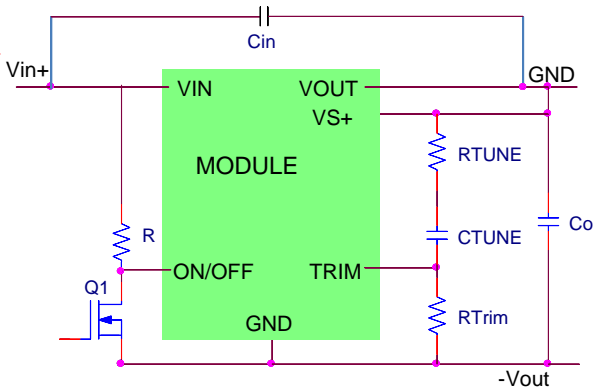 Cin
Vin+
GND
VIN
VOUT
VS+
RTUNE
MODULE
R
CTUNE
Co
ON/OFF
TRIM
Q1
RTrim
GND
-Vout